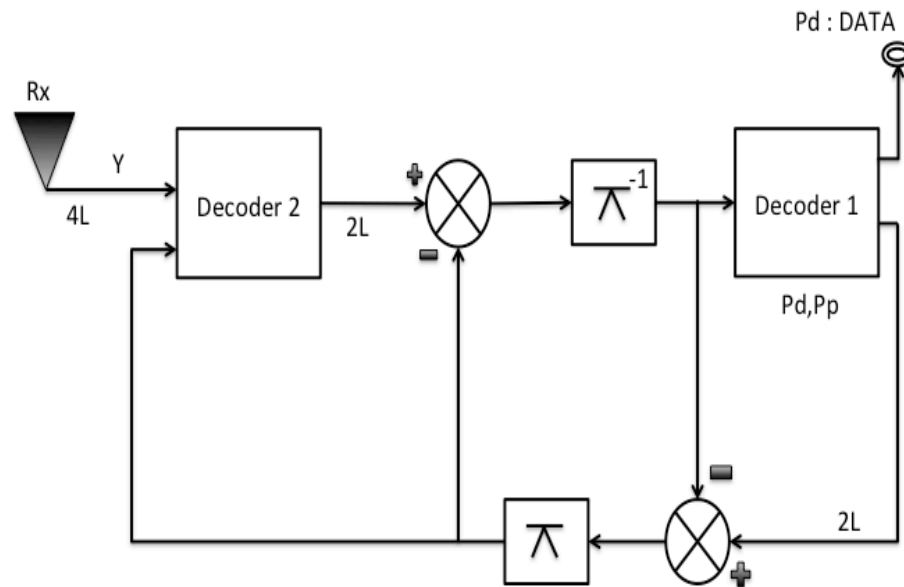 Pd : DATA
Rx
Y
4L
Decoder 2
+
-
2L
⊼
-1
Decoder 1
Pd,Pp
-
+
2L
⊼